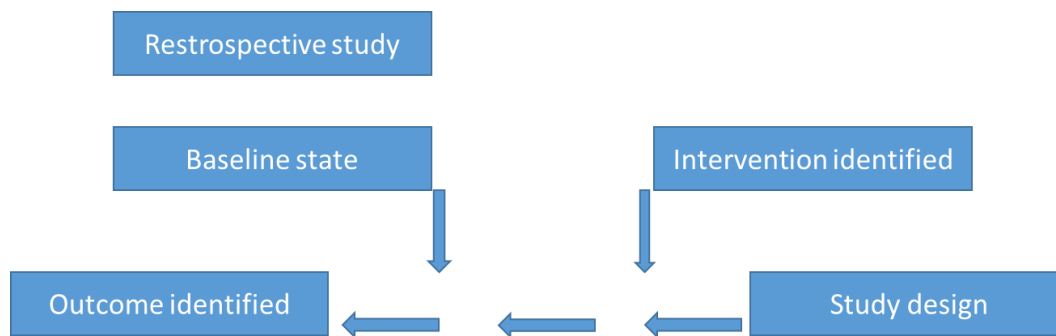 Restrospective study
Baseline state
Intervention identified
Outcome identified
Study design